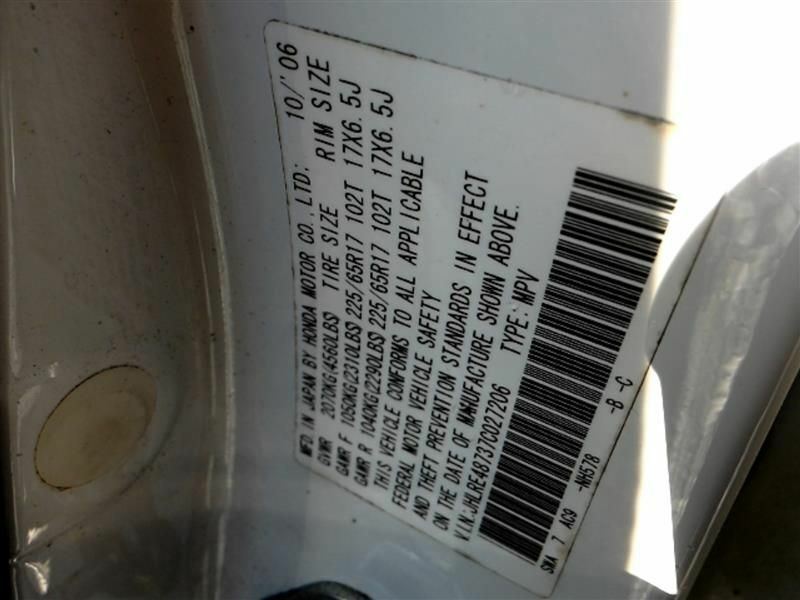 MFD. IN JAPAN BY HONDA MOTOR CO.,LTD: 10/'06
GVWR 2070KG(4560LBS) TIRE SIZE RIM SIZE
GAWR F 1050KG(2310LBS) 225/65R17 102T 17X6.5J
GAWR R 1040KG(2290LBS) 225/65R17 102T 17X6.5J
THIS VEHICLE CONFORMS TO ALL APPLICABLE
FEDERAL MOTOR VEHICLE SAFETY
AND THEFT PREVENTION STANDARDS IN EFFECT
ON THE DATE OF MANUFACTURE SHOWN ABOVE.
V.I.N:JHLRE48737C027206 TYPE:MPV
SWA 7 AC9 -NH578 -B -C